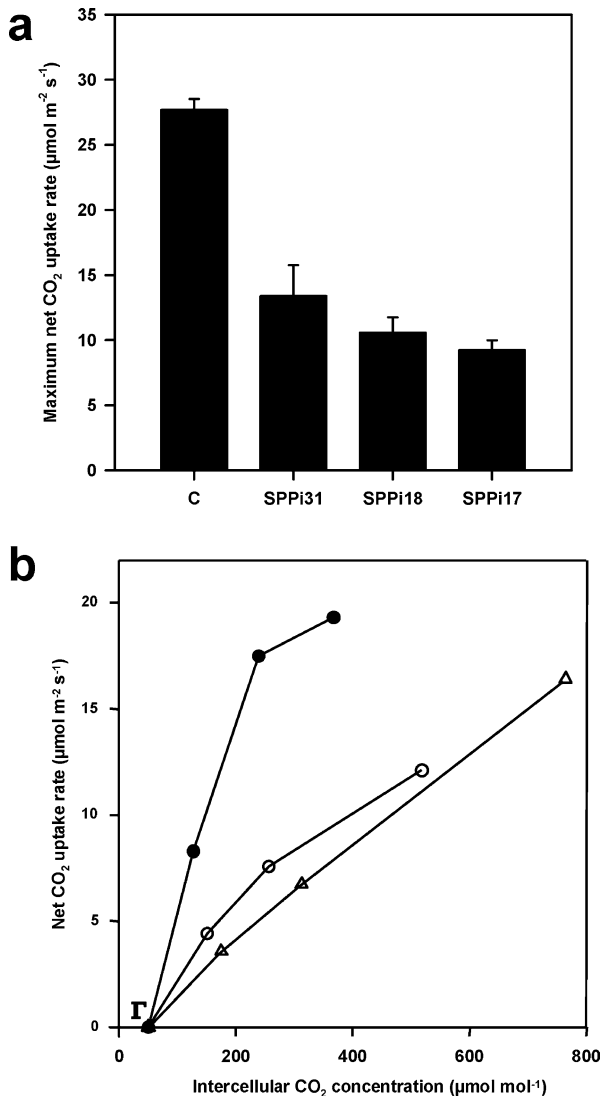 a
Maximum net CO₂ uptake rate (µmol m⁻² s⁻¹)
35
30
25
20
15
10
5
0
C SPPi31 SPPi18 SPPi17
b
Net CO₂ uptake rate (µmol m⁻² s⁻¹)
20
15
10
5
0
Γ
0 200 400 600 800
Intercellular CO₂ concentration (µmol mol⁻¹)